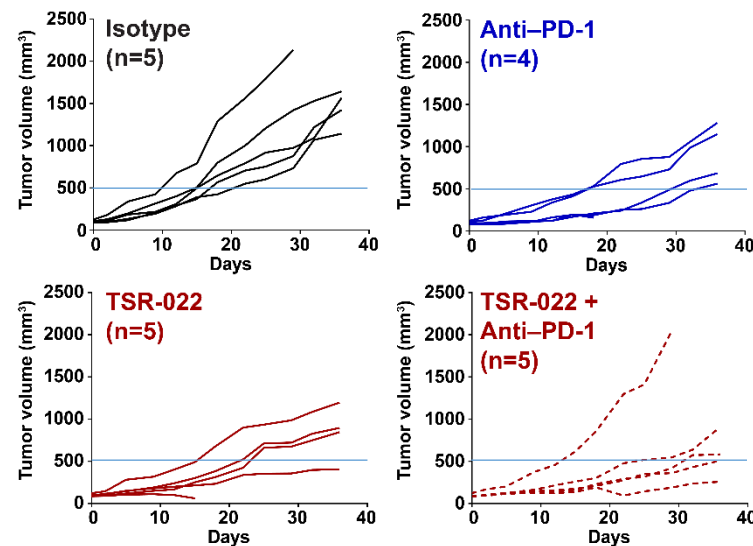 Isotype
(n=5)
Tumor volume (mm³)
2500
2000
1500
1000
500
0
0 10 20 30 40
Days
Anti–PD-1
(n=4)
Tumor volume (mm³)
2500
2000
1500
1000
500
0
0 10 20 30 40
Days
TSR-022
(n=5)
Tumor volume (mm³)
2500
2000
1500
1000
500
0
0 10 20 30 40
Days
TSR-022 +
Anti–PD-1
(n=5)
Tumor volume (mm³)
2500
2000
1500
1000
500
0
0 10 20 30 40
Days